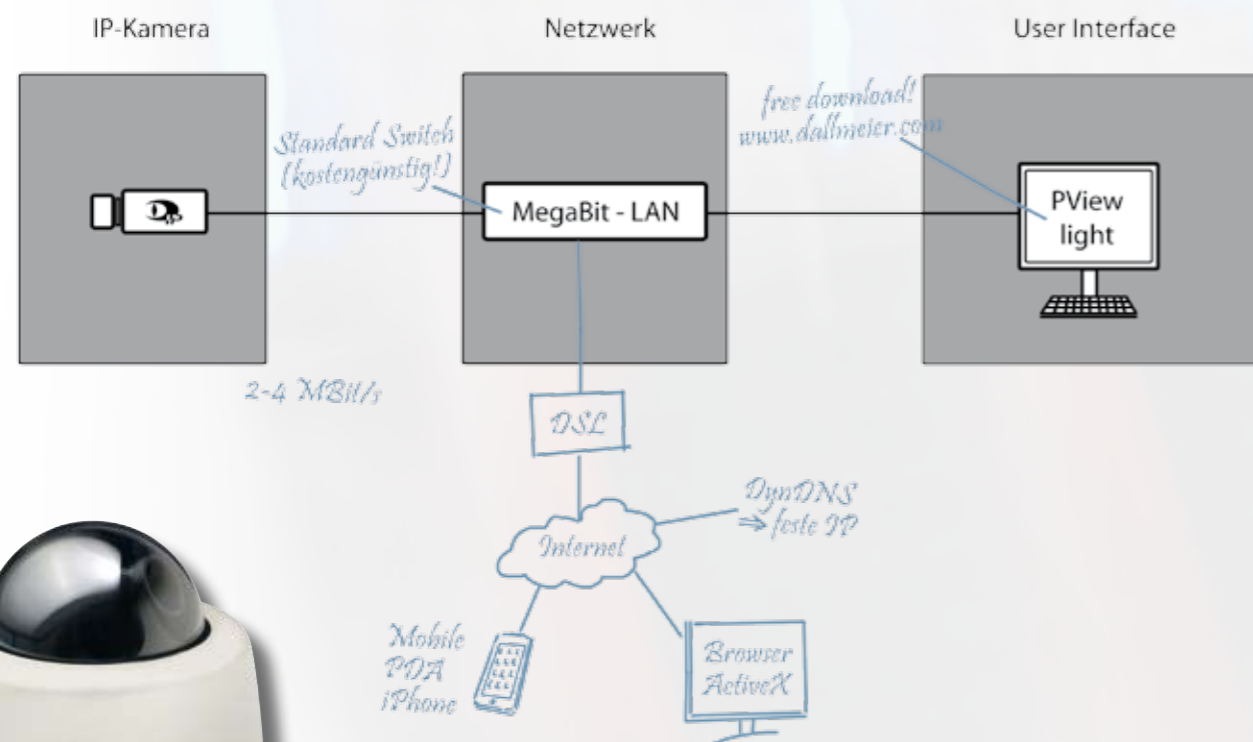 IP-Kamera
Netzwerk
User Interface
free download!
www.dallmeier.com
Standard Switch
(kostengünstig!)
MegaBit - LAN
PView
light
2-4 MBit/s
DSL
DynDNS
⇒ feste IP
Internet
Mobile
PDA
iPhone
Browser
ActiveX